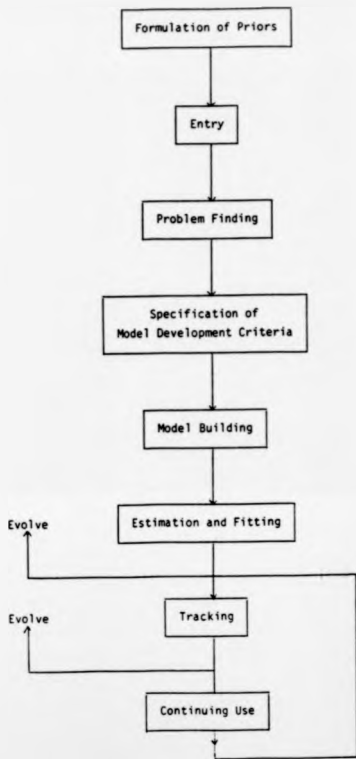 Formulation of Priors
Entry
Problem Finding
Specification of
Model Development Criteria
Model Building
Estimation and Fitting
Evolve
Tracking
Evolve
Continuing Use